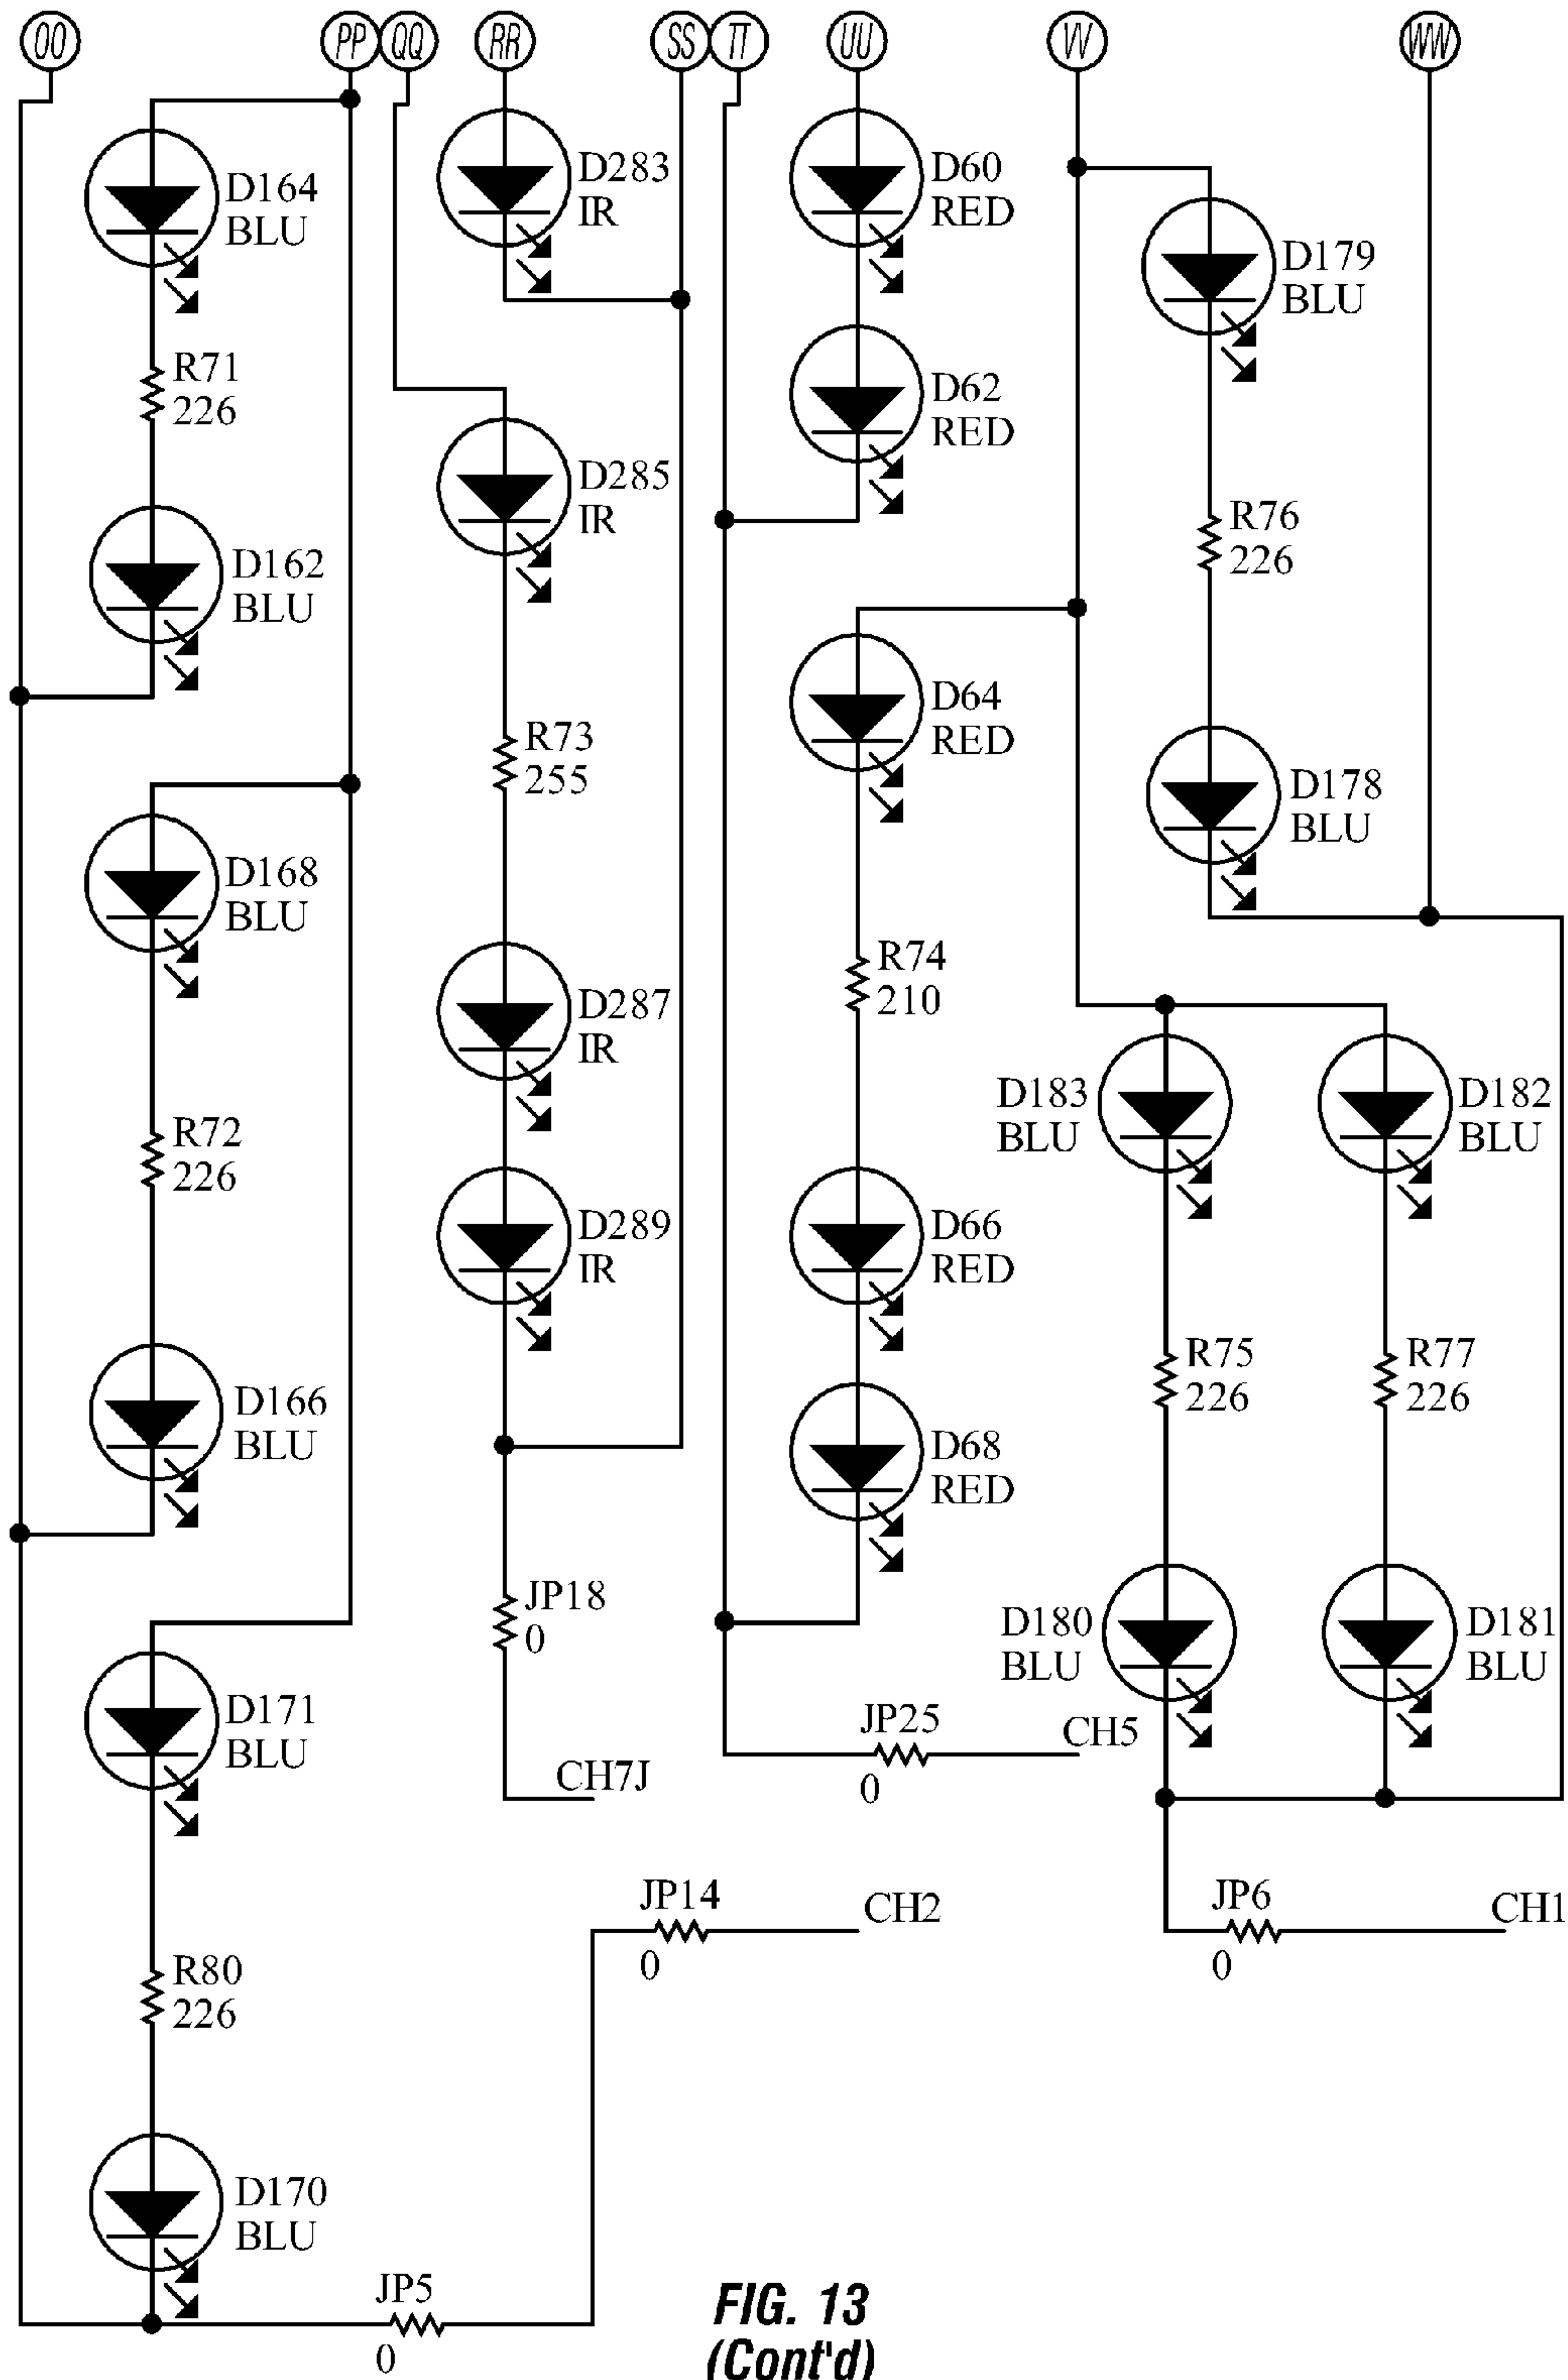 OO
PP
QQ
RR
SS
TT
UU
VV
WW
D164
BLU
R71
226
D162
BLU
D168
BLU
R72
226
D166
BLU
D171
BLU
R80
226
D170
BLU
JP5
0
JP14
0
CH2
D283
IR
D285
IR
R73
255
D287
IR
D289
IR
JP18
0
CH7J
D60
RED
D62
RED
D64
RED
R74
210
D66
RED
D68
RED
JP25
0
CH5
D179
BLU
R76
226
D178
BLU
D183
BLU
D182
BLU
R75
226
R77
226
D180
BLU
D181
BLU
JP6
0
CH1
FIG. 13
(Cont'd)